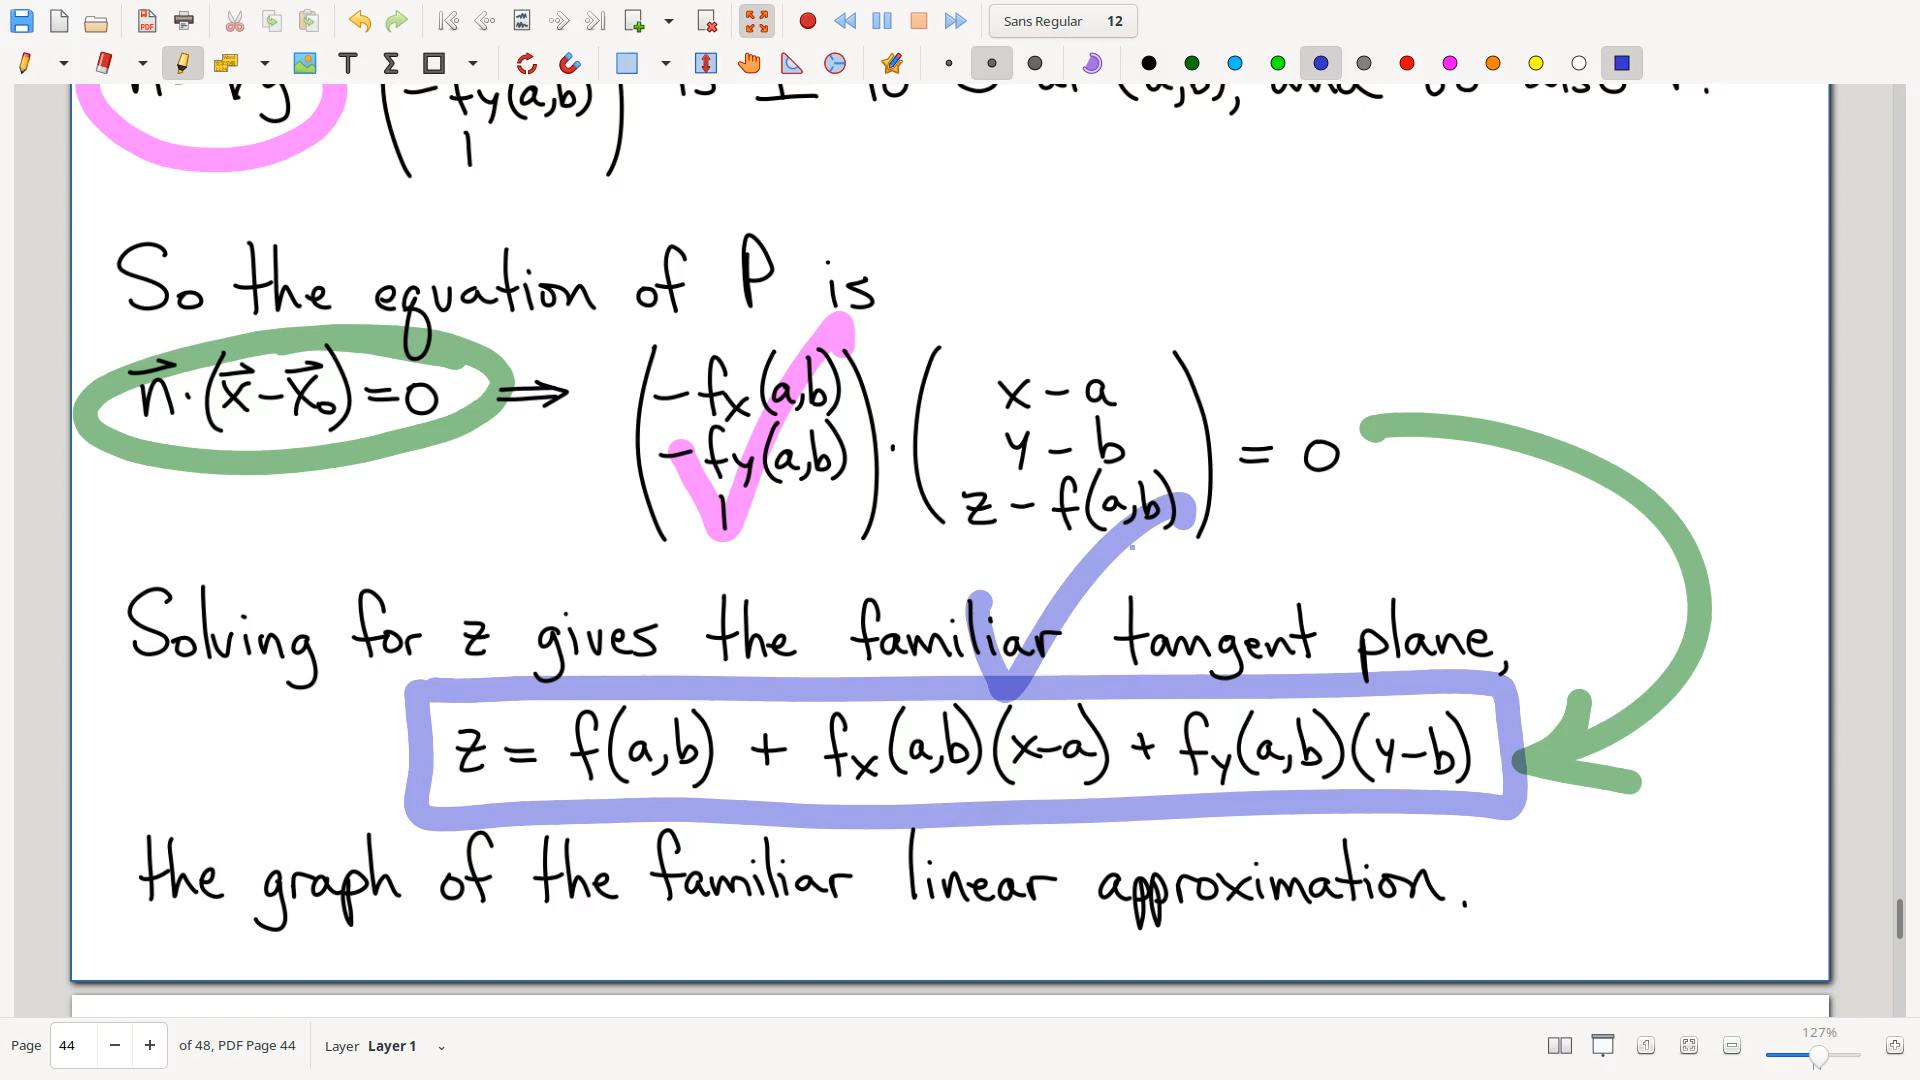 Sans Regular 12
-fy(a,b)
1
So the equation of P is
n⃗·(x⃗-x⃗₀)=0 ⟹ (-fx(a,b) -fy(a,b) 1)·(x-a y-b z-f(a,b)) = 0
Solving for z gives the familiar tangent plane,
z = f(a,b) + fx(a,b)(x-a) + fy(a,b)(y-b)
the graph of the familiar linear approximation.
Page 44 of 48, PDF Page 44 Layer Layer 1 127%